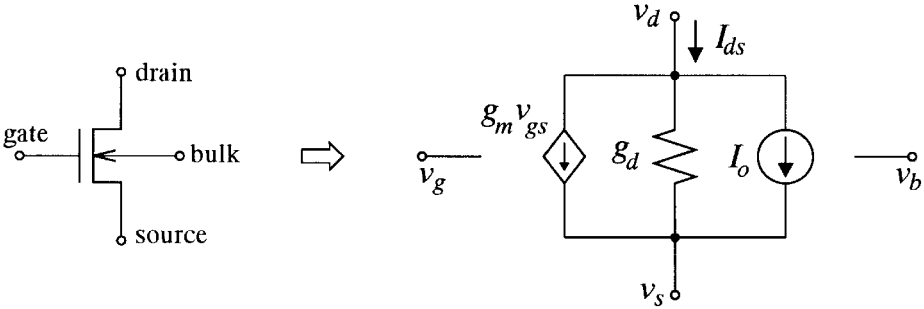 drain
gate
bulk
source
v_d
I_ds
g_m v_gs
g_d
I_o
v_g
v_b
v_s